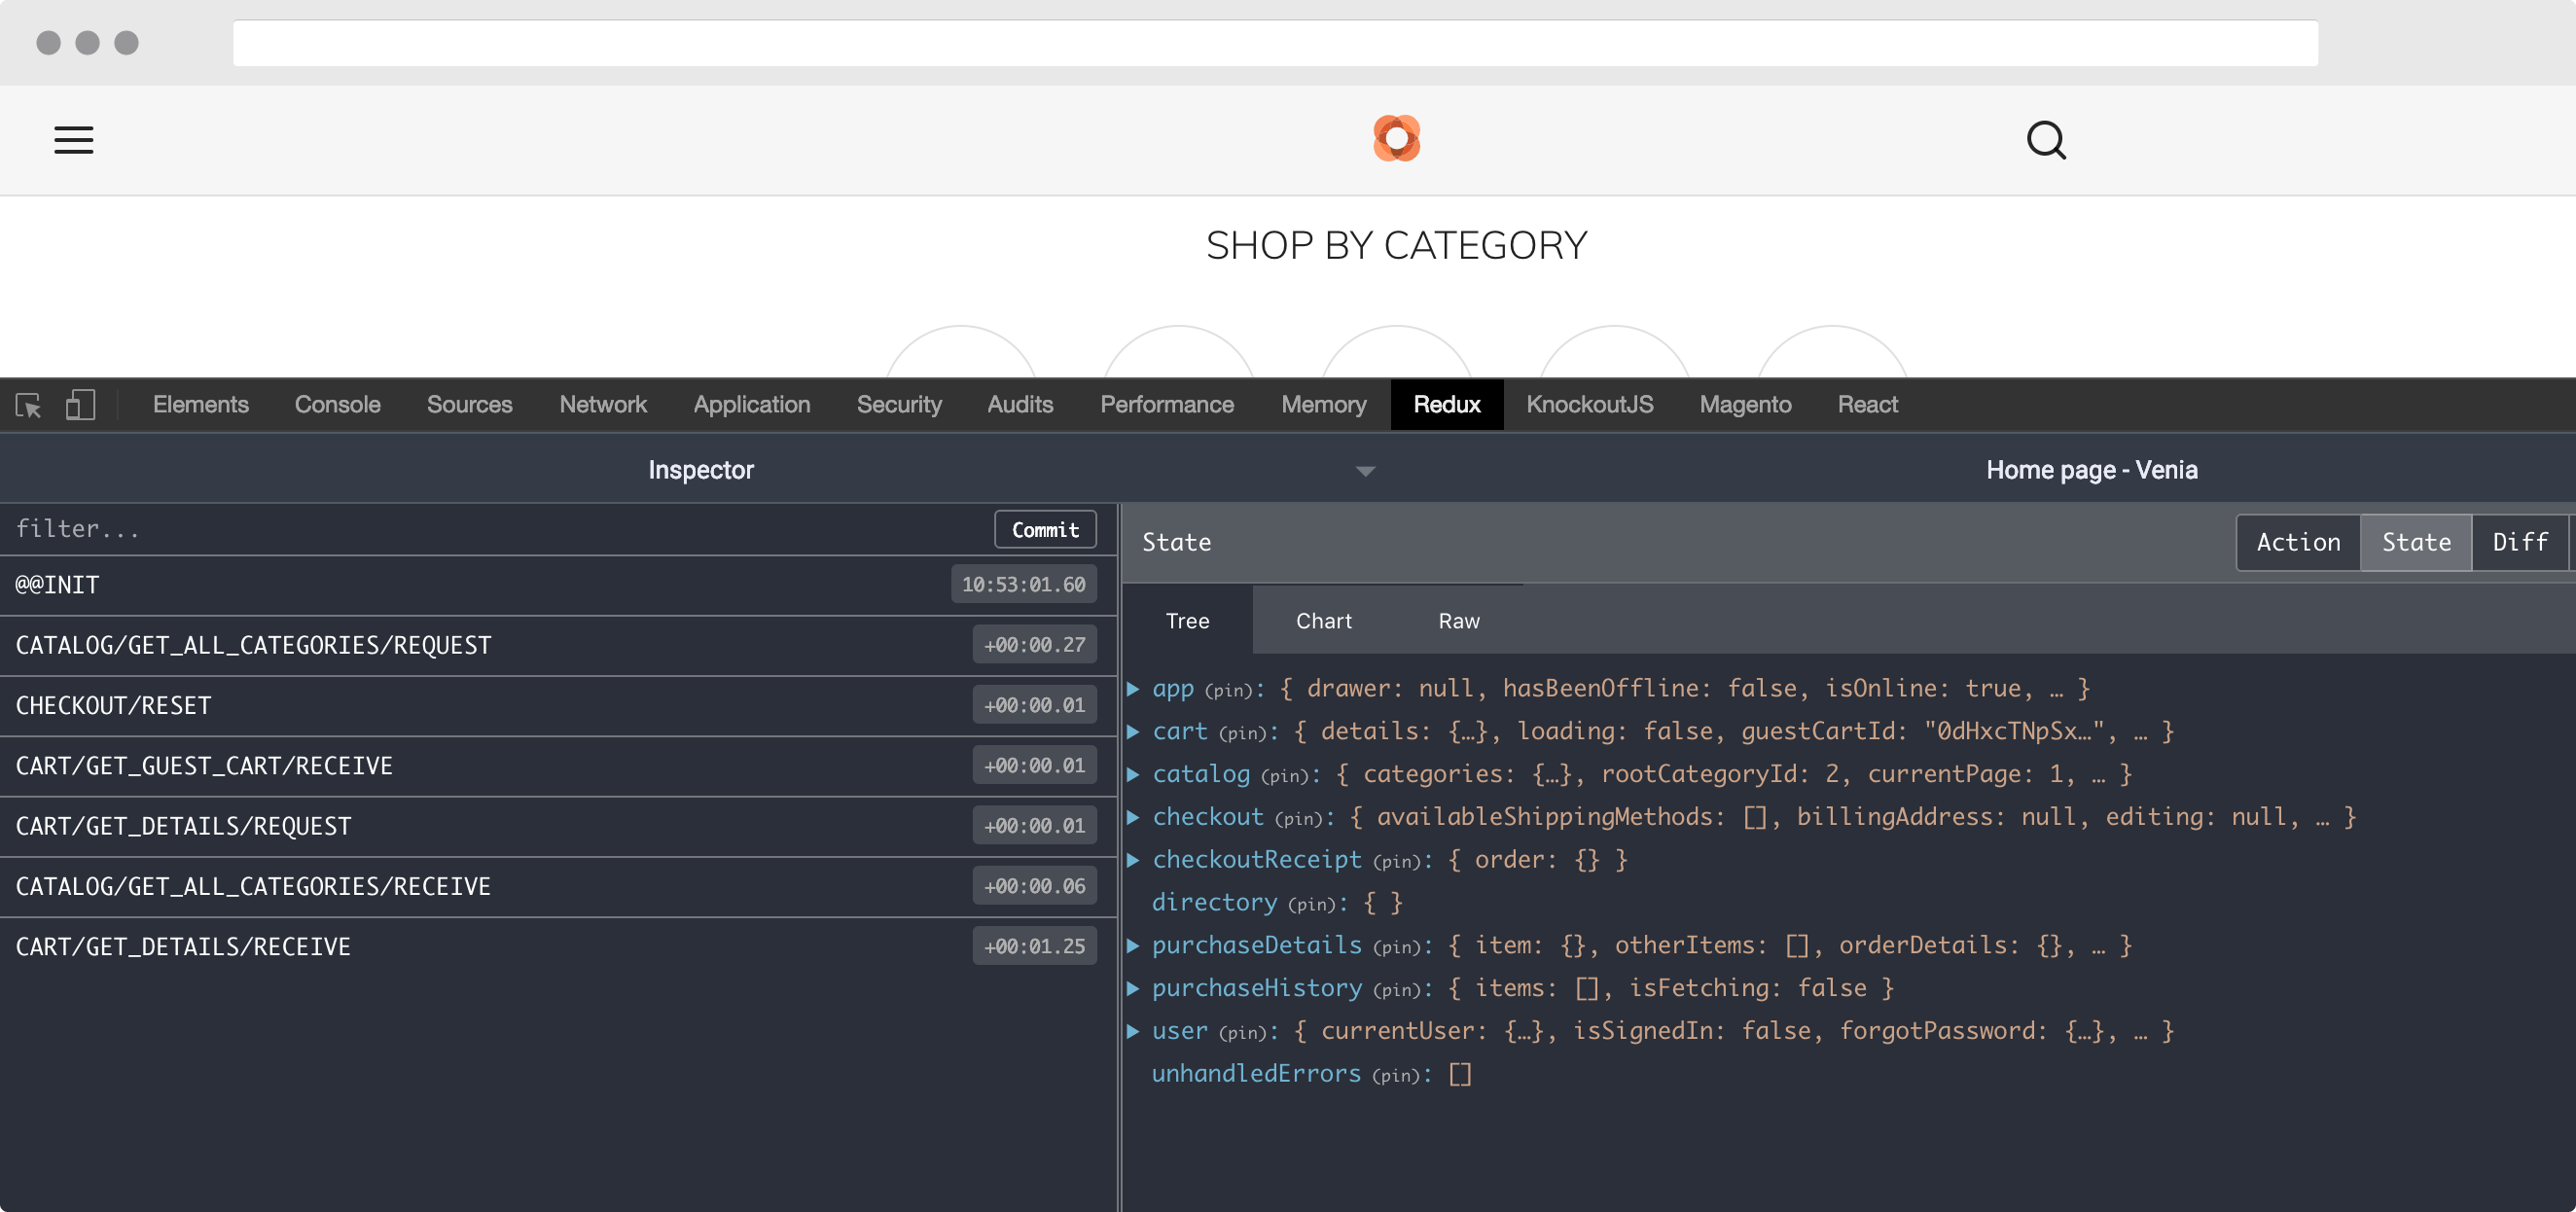 SHOP BY CATEGORY
Elements Console Sources Network Application Security Audits Performance Memory Redux KnockoutJS Magento React
Inspector Home page - Venia
filter... Commit
@@INIT 10:53:01.60
CATALOG/GET_ALL_CATEGORIES/REQUEST +00:00.27
CHECKOUT/RESET +00:00.01
CART/GET_GUEST_CART/RECEIVE +00:00.01
CART/GET_DETAILS/REQUEST +00:00.01
CATALOG/GET_ALL_CATEGORIES/RECEIVE +00:00.06
CART/GET_DETAILS/RECEIVE +00:01.25
State Action State Diff
Tree Chart Raw
app (pin): { drawer: null, hasBeenOffline: false, isOnline: true, … }
cart (pin): { details: {…}, loading: false, guestCartId: "0dHxcTNpSx…", … }
catalog (pin): { categories: {…}, rootCategoryId: 2, currentPage: 1, … }
checkout (pin): { availableShippingMethods: [], billingAddress: null, editing: null, … }
checkoutReceipt (pin): { order: {} }
directory (pin): { }
purchaseDetails (pin): { item: {}, otherItems: [], orderDetails: {}, … }
purchaseHistory (pin): { items: [], isFetching: false }
user (pin): { currentUser: {…}, isSignedIn: false, forgotPassword: {…}, … }
unhandledErrors (pin): []